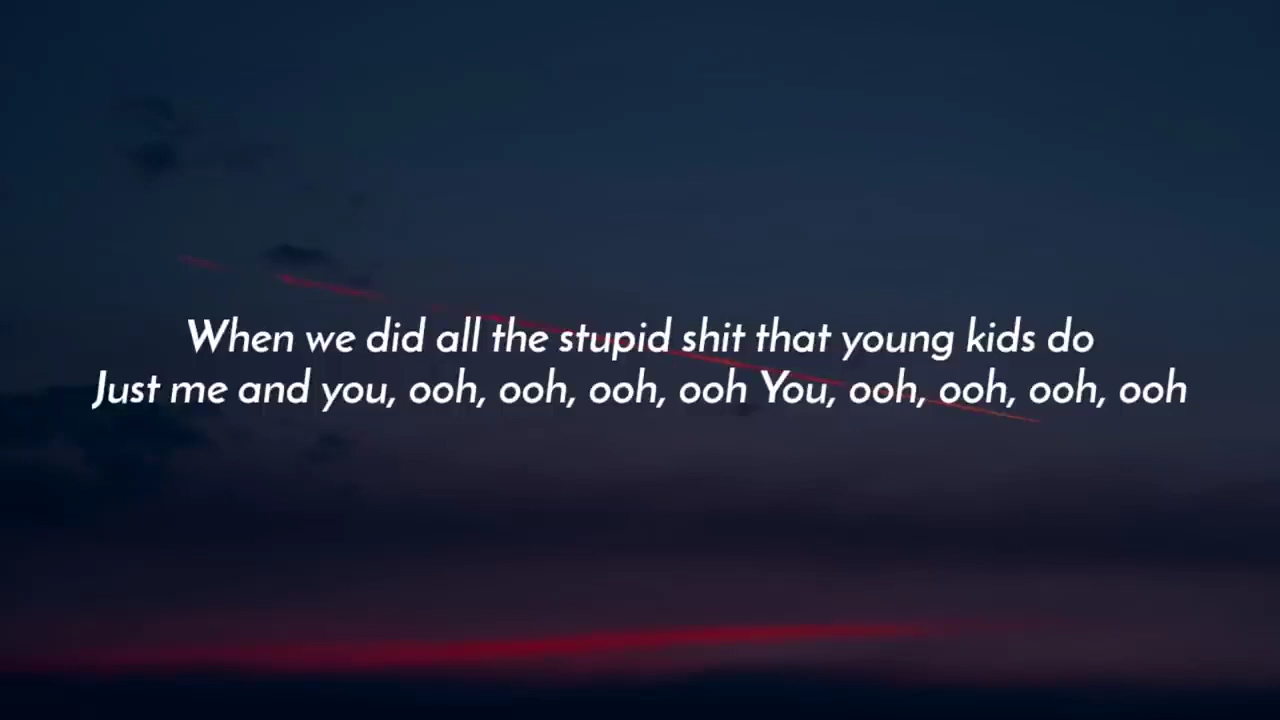 When we did all the stupid shit that young kids do
Just me and you, ooh, ooh, ooh, ooh You, ooh, ooh, ooh, ooh